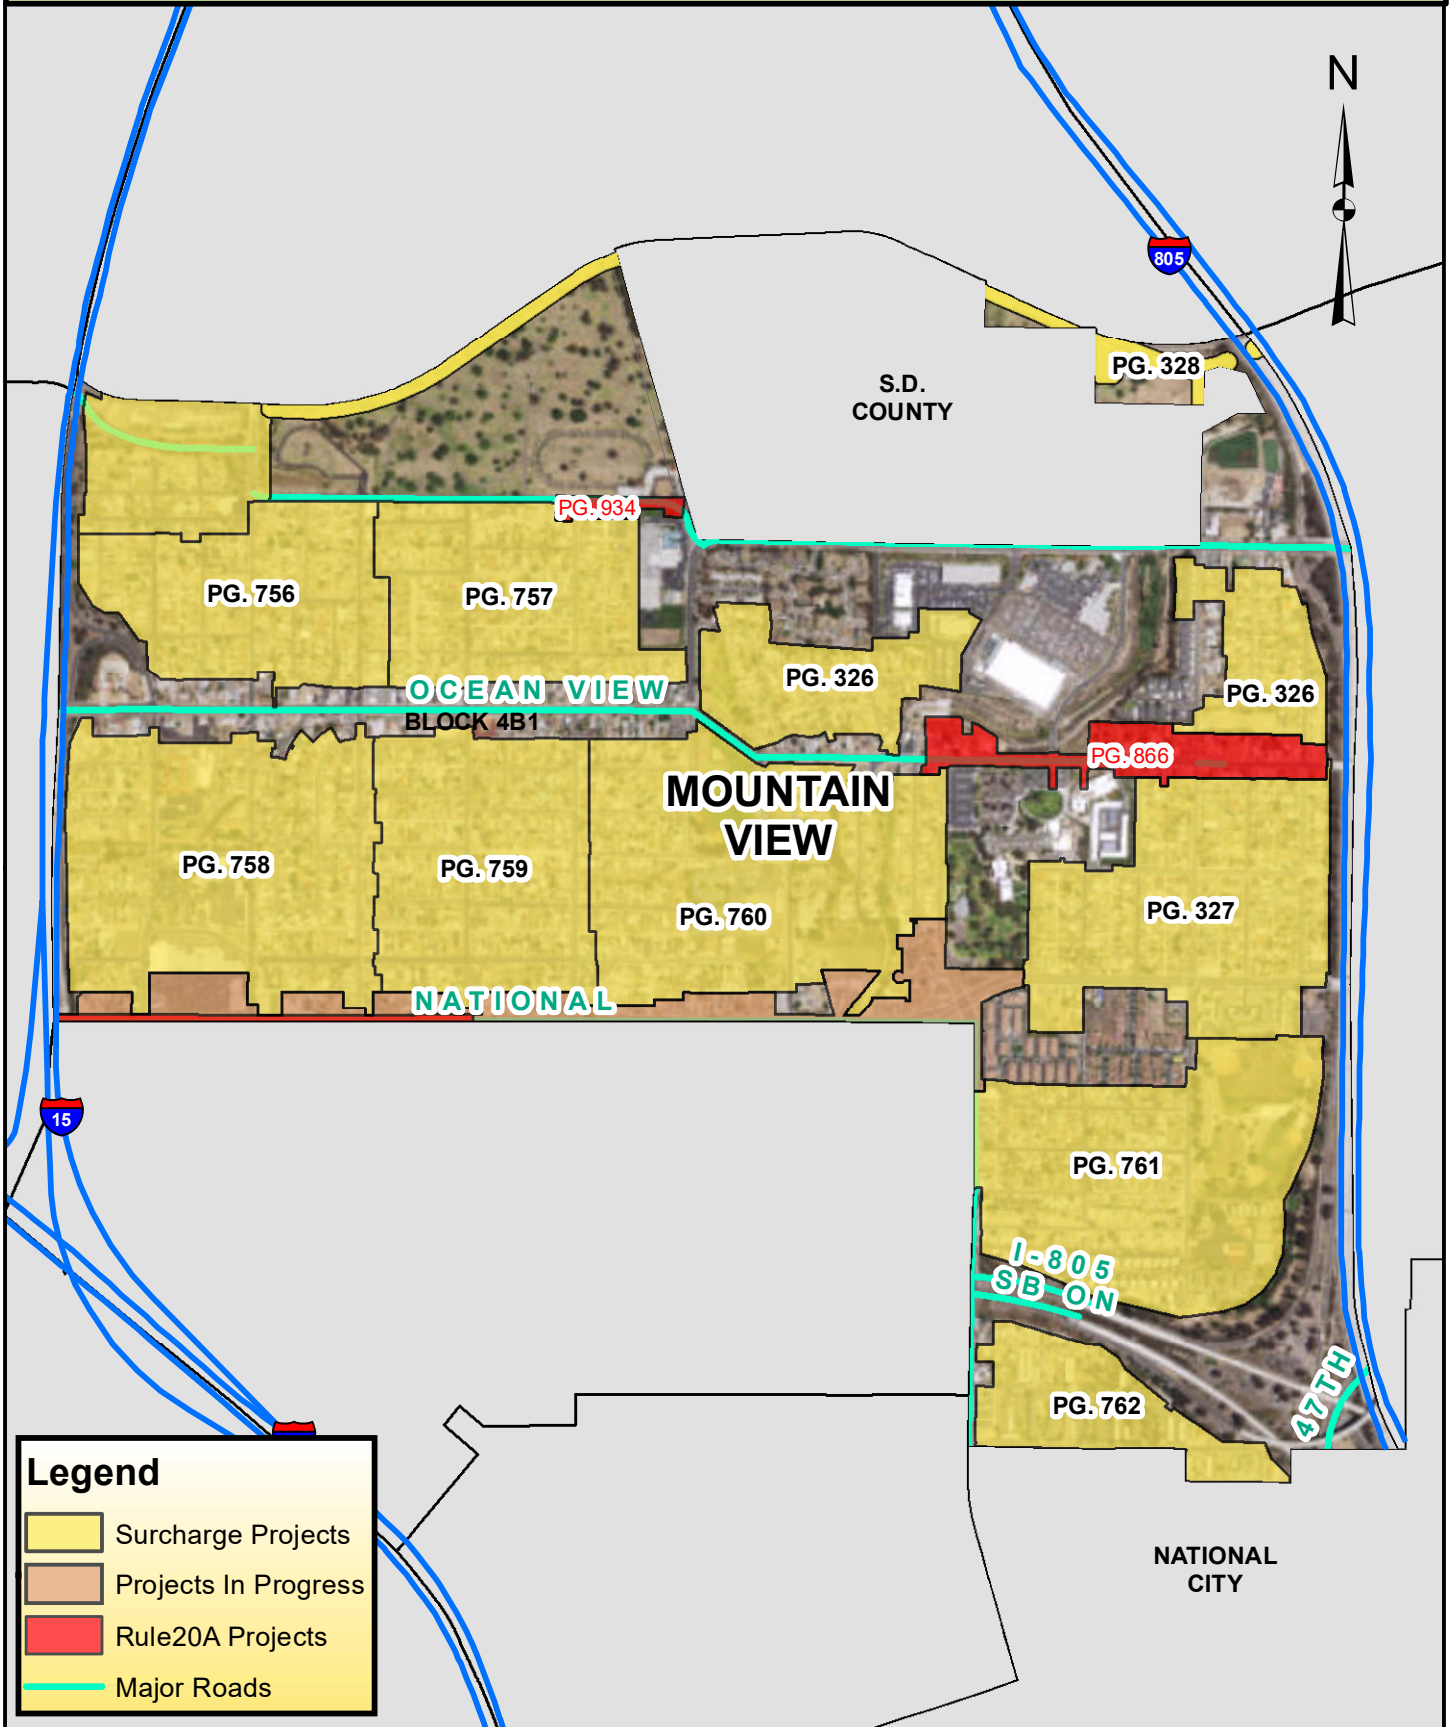 N
805
PG. 328
S.D.
COUNTY
PG. 934
PG. 756
PG. 757
PG. 326
OCEAN VIEW
PG. 326
BLOCK 4B1
PG. 866
MOUNTAIN
VIEW
PG. 758
PG. 759
PG. 760
PG. 327
NATIONAL
15
PG. 761
I-805
SB ON
47TH
PG. 762
Legend
Surcharge Projects
Projects In Progress
Rule20A Projects
Major Roads
NATIONAL
CITY